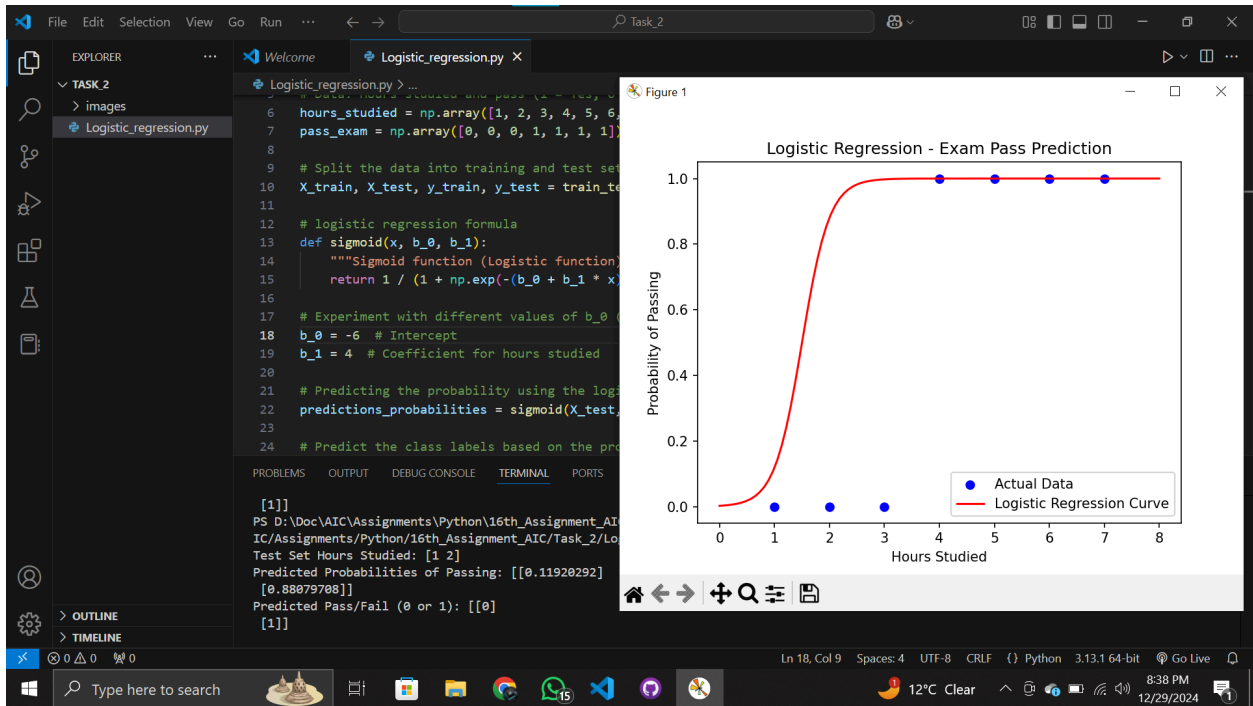 File Edit Selection View Go Run ··· Task_2
EXPLORER ···
TASK_2
images
Logistic_regression.py
OUTLINE
TIMELINE
Welcome Logistic_regression.py
Logistic_regression.py > ...
6 hours_studied = np.array([1, 2, 3, 4, 5, 6,
7 pass_exam = np.array([0, 0, 0, 1, 1, 1, 1])
8
9 # Split the data into training and test set
10 X_train, X_test, y_train, y_test = train_te
11
12 # logistic regression formula
13 def sigmoid(x, b_0, b_1):
14 """Sigmoid function (Logistic function)
15 return 1 / (1 + np.exp(-(b_0 + b_1 * x)
16
17 # Experiment with different values of b_0 (
18 b_0 = -6 # Intercept
19 b_1 = 4 # Coefficient for hours studied
20
21 # Predicting the probability using the logi
22 predictions_probabilities = sigmoid(X_test,
23
24 # Predict the class labels based on the pro
PROBLEMS OUTPUT DEBUG CONSOLE TERMINAL PORTS
[1]]
PS D:\Doc\AIC\Assignments\Python\16th_Assignment_AI
IC/Assignments/Python/16th_Assignment_AIC/Task_2/Lo
Test Set Hours Studied: [1 2]
Predicted Probabilities of Passing: [[0.11920292]
[0.88079708]]
Predicted Pass/Fail (0 or 1): [[0]
[1]]
Figure 1
Logistic Regression - Exam Pass Prediction
Probability of Passing
1.0
0.8
0.6
0.4
0.2
0.0
Actual Data
Logistic Regression Curve
0 1 2 3 4 5 6 7 8
Hours Studied
0 0 0 Ln 18, Col 9 Spaces: 4 UTF-8 CRLF {} Python 3.13.1 64-bit Go Live
Type here to search 15 1 12°C Clear 8:38 PM
12/29/2024 1